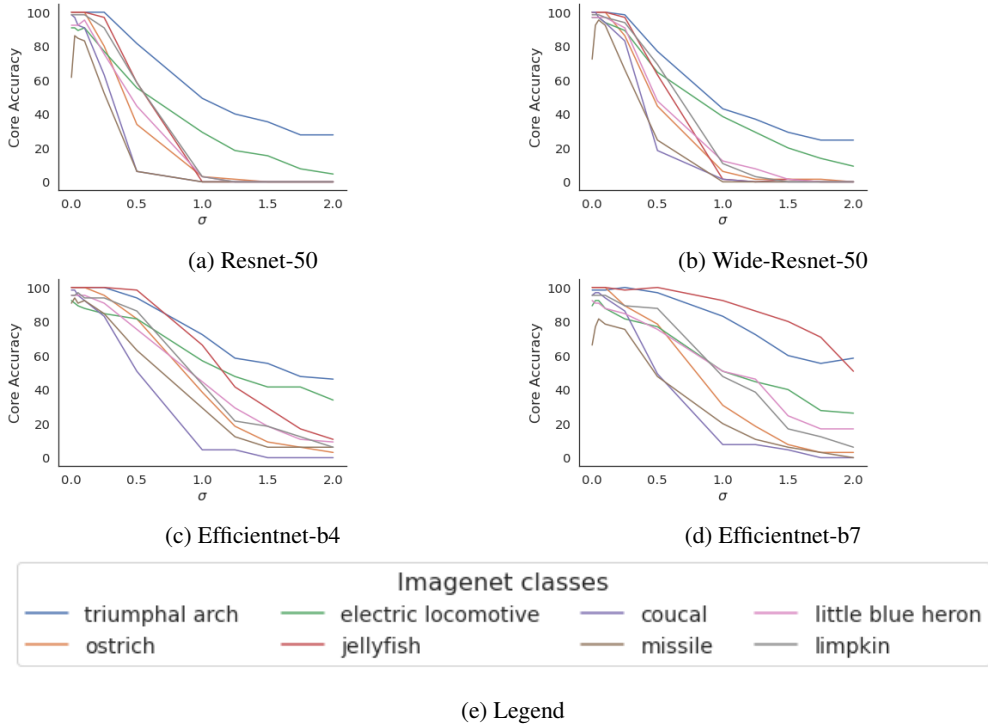 100
80
60
40
20
0
Core Accuracy
0.0 0.5 1.0 1.5 2.0
σ
(a) Resnet-50
100
80
60
40
20
0
Core Accuracy
0.0 0.5 1.0 1.5 2.0
σ
(b) Wide-Resnet-50
100
80
60
40
20
0
Core Accuracy
0.0 0.5 1.0 1.5 2.0
σ
(c) Efficientnet-b4
100
80
60
40
20
0
Core Accuracy
0.0 0.5 1.0 1.5 2.0
σ
(d) Efficientnet-b7
Imagenet classes
triumphal arch electric locomotive coucal little blue heron
ostrich jellyfish missile limpkin
(e) Legend